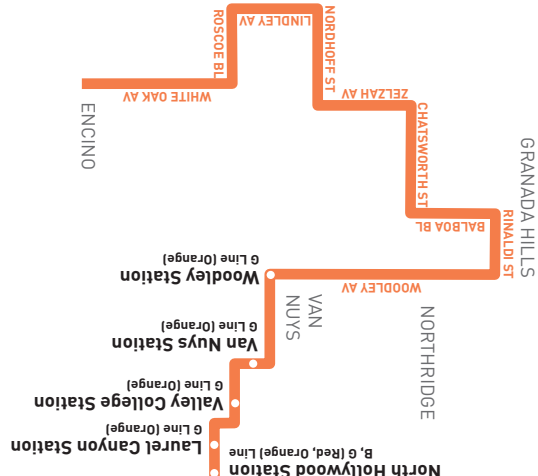 ROSCOE BL
LINDLEY AV
NORDHOFF ST
WHITE OAK AV
ZELZAH AV
ENCINO
CHATSWORTH ST
GRANADA HILLS
BALBOA BL
RINALDI ST
Woodley Station
G Line (Orange)
WOODLEY AV
VAN
NUYS
NORTHRIDGE
Van Nuys Station
G Line (Orange)
Valley College Station
G Line (Orange)
Laurel Canyon Station
G Line (Orange)
North Hollywood Station
B, G (Red, Orange) Line